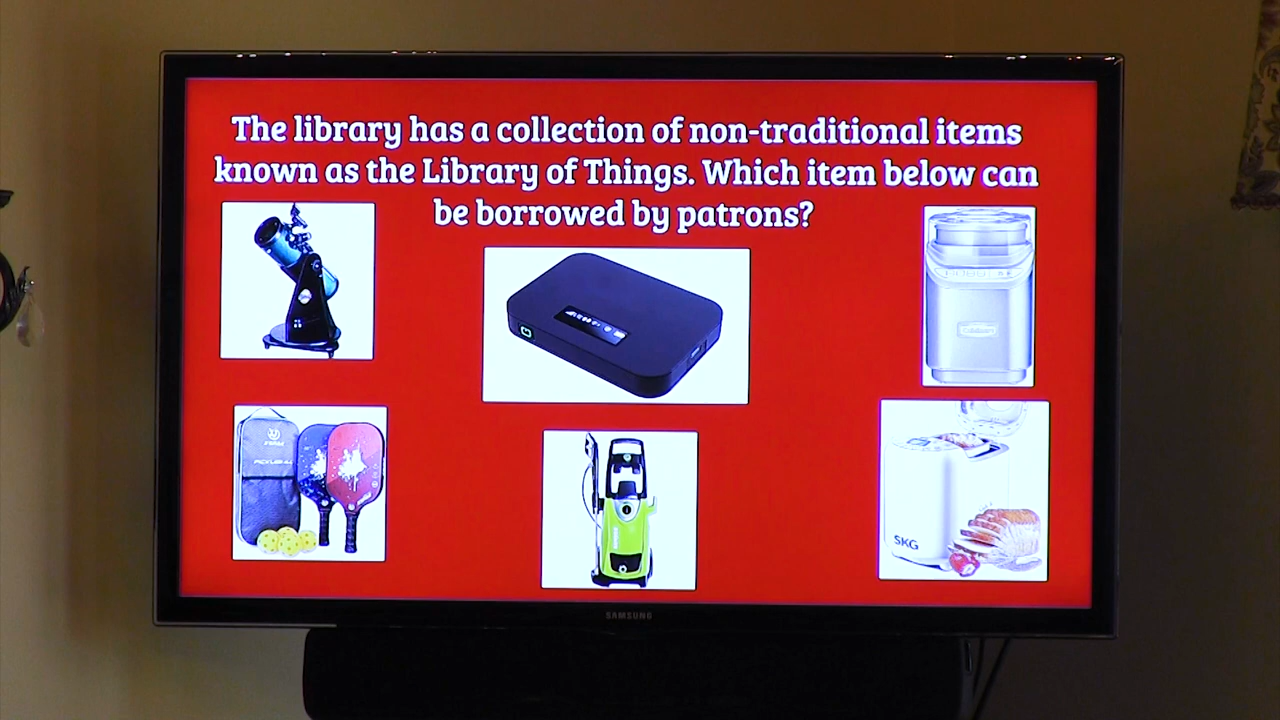 The library has a collection of non-traditional items
known as the Library of Things. Which item below can
be borrowed by patrons?
SKG
SAMSUNG